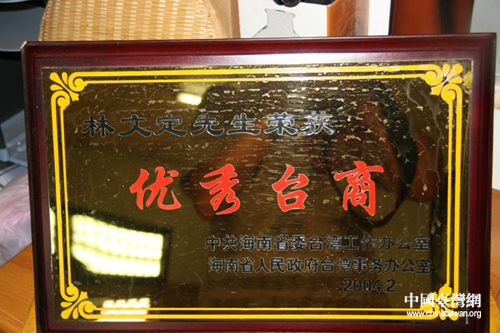 林文定先生荣获
优秀台商
中共海南省委台湾工作办公室
海南省人民政府台湾事务办公室
2004.2
中國臺灣網
www.chinataiwan.org